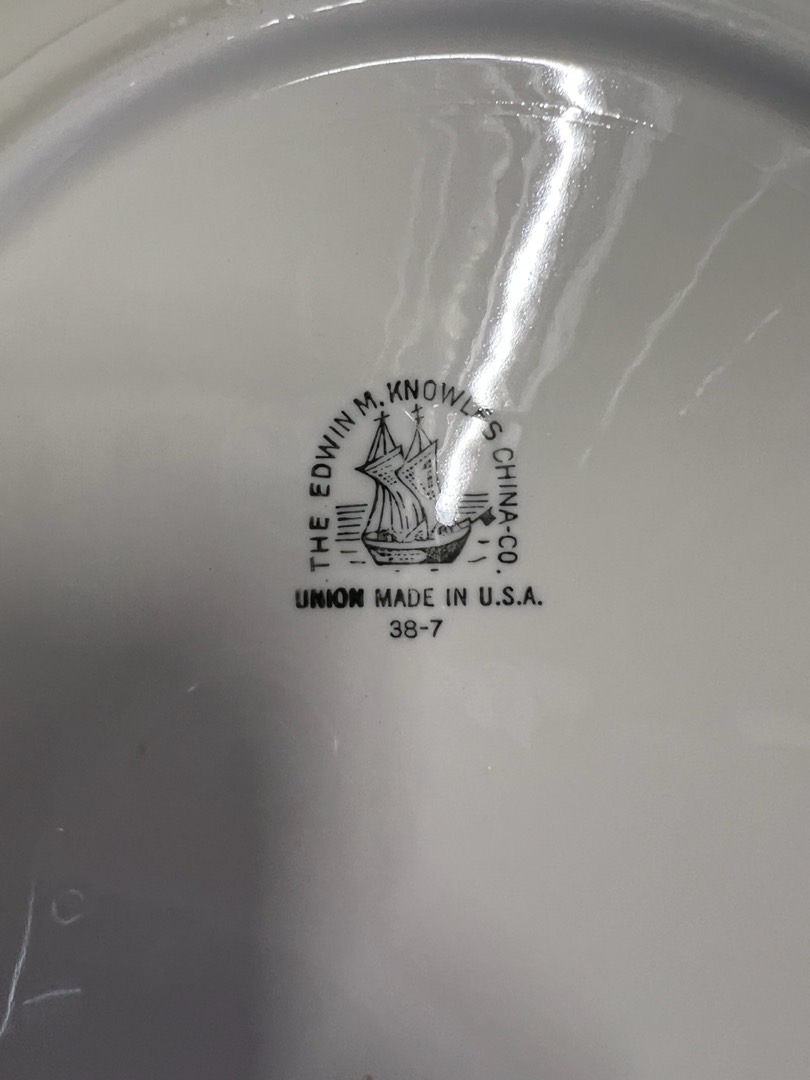 THE EDWIN M. KNOWLES CHINA-CO.
UNION MADE IN U.S.A.
38-7